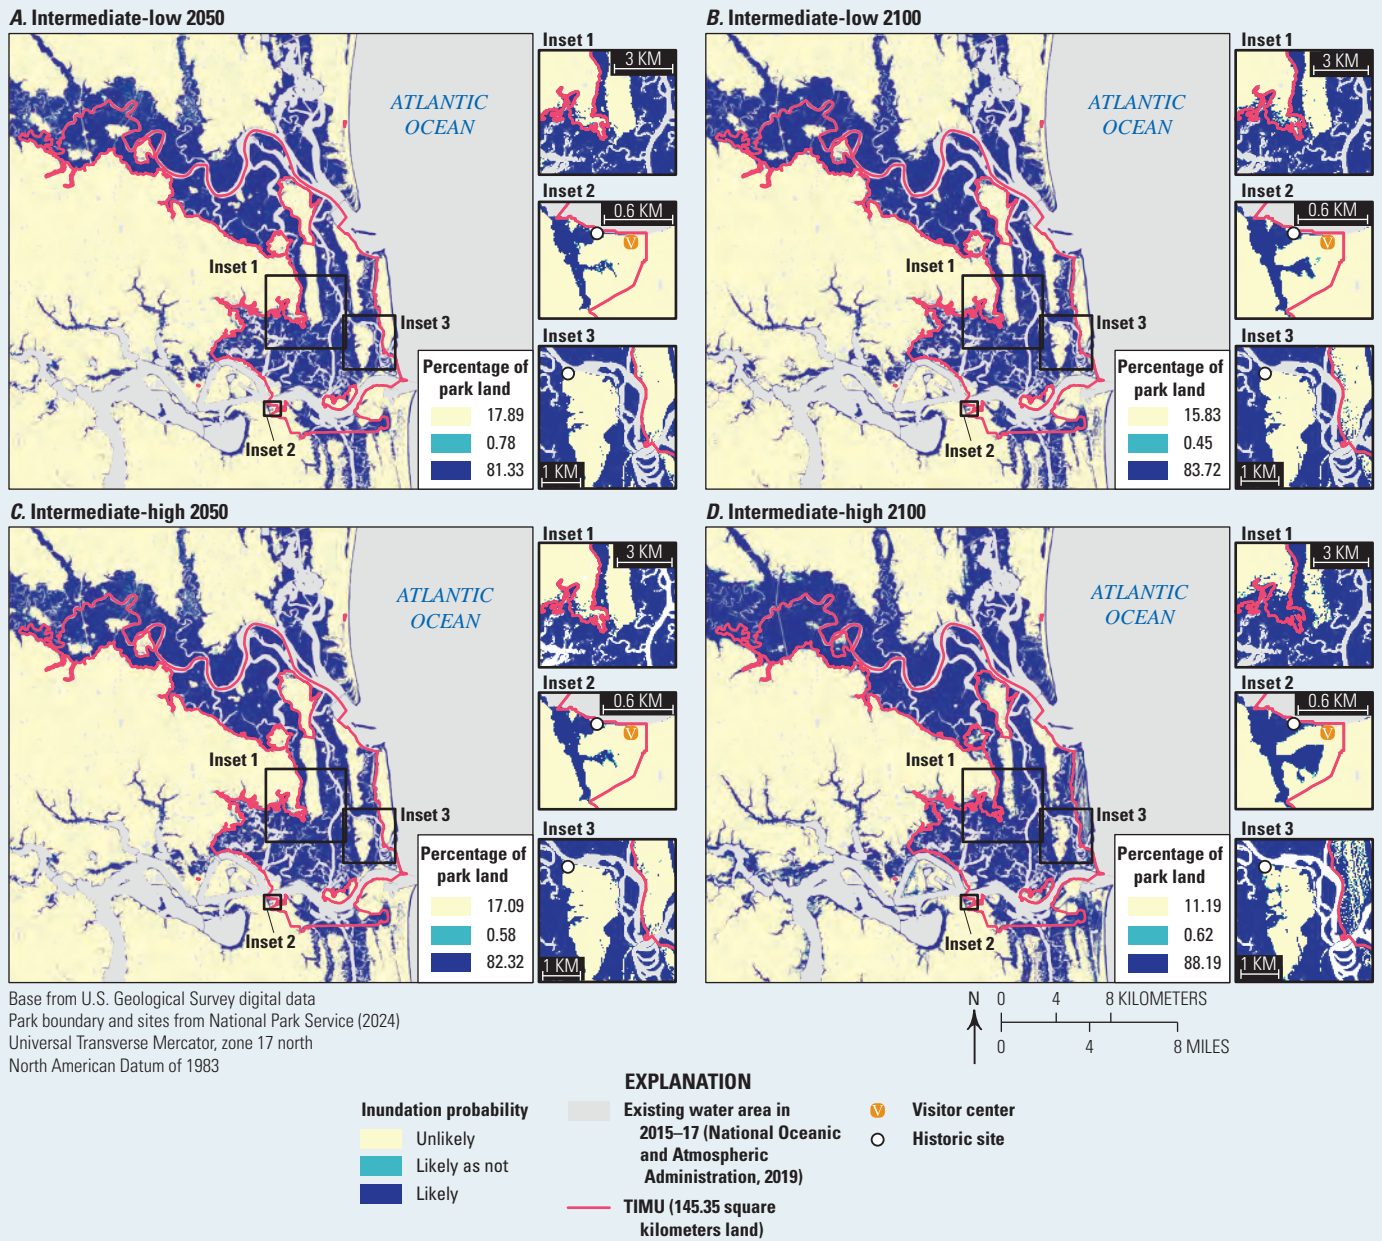 A. Intermediate-low 2050
ATLANTIC
OCEAN
Inset 1
Inset 3
Inset 2
Percentage of
park land
17.89
0.78
81.33
Inset 1
3 KM
Inset 2
0.6 KM
V
Inset 3
1 KM
B. Intermediate-low 2100
ATLANTIC
OCEAN
Inset 1
Inset 3
Inset 2
Percentage of
park land
15.83
0.45
83.72
Inset 1
3 KM
Inset 2
0.6 KM
V
Inset 3
1 KM
C. Intermediate-high 2050
ATLANTIC
OCEAN
Inset 1
Inset 3
Inset 2
Percentage of
park land
17.09
0.58
82.32
Inset 1
3 KM
Inset 2
0.6 KM
V
Inset 3
1 KM
D. Intermediate-high 2100
ATLANTIC
OCEAN
Inset 1
Inset 3
Inset 2
Percentage of
park land
11.19
0.62
88.19
Inset 1
3 KM
Inset 2
0.6 KM
V
Inset 3
1 KM
Base from U.S. Geological Survey digital data
Park boundary and sites from National Park Service (2024)
Universal Transverse Mercator, zone 17 north
North American Datum of 1983
N
0 4 8 KILOMETERS
0 4 8 MILES
EXPLANATION
Inundation probability
Unlikely
Likely as not
Likely
Existing water area in
2015–17 (National Oceanic
and Atmospheric
Administration, 2019)
TIMU (145.35 square
kilometers land)
V Visitor center
Historic site